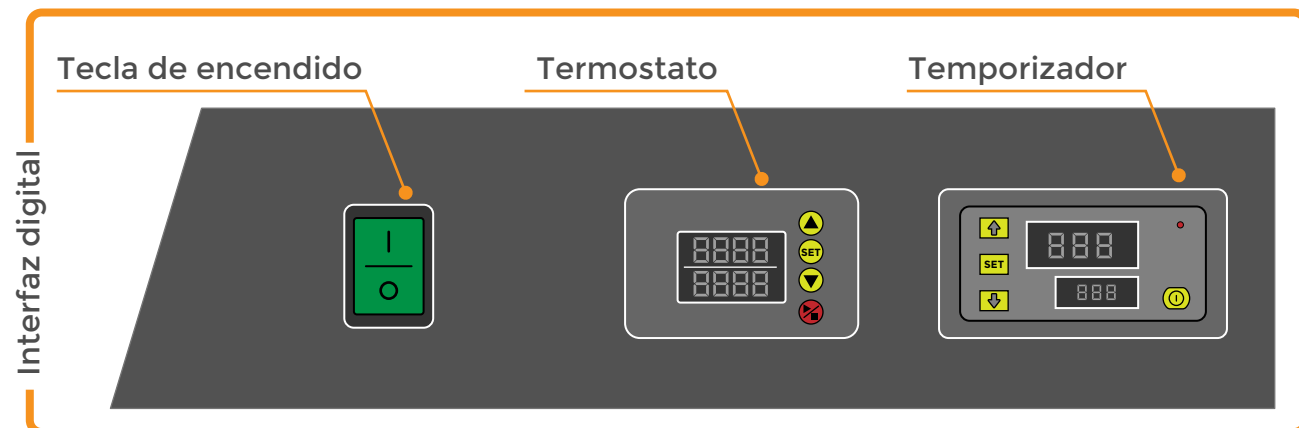 Tecla de encendido
Termostato
Temporizador
Interfaz digital
I
O
8888
8888
SET
888
888
SET